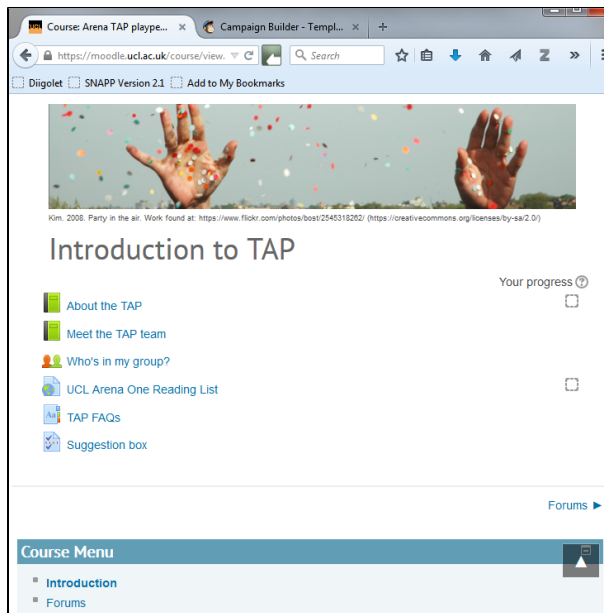 UCL Course: Arena TAP plaype... × Campaign Builder - Templ... × +
https://moodle.ucl.ac.uk/course/view. Search
Diigolet SNAPP Version 2.1 Add to My Bookmarks
Kim. 2008. Party in the air. Work found at: https://www.flickr.com/photos/bost/2545318262/ (https://creativecommons.org/licenses/by-sa/2.0/)
Introduction to TAP
Your progress
About the TAP
Meet the TAP team
Who's in my group?
UCL Arena One Reading List
TAP FAQs
Suggestion box
Forums ►
Course Menu
Introduction
Forums